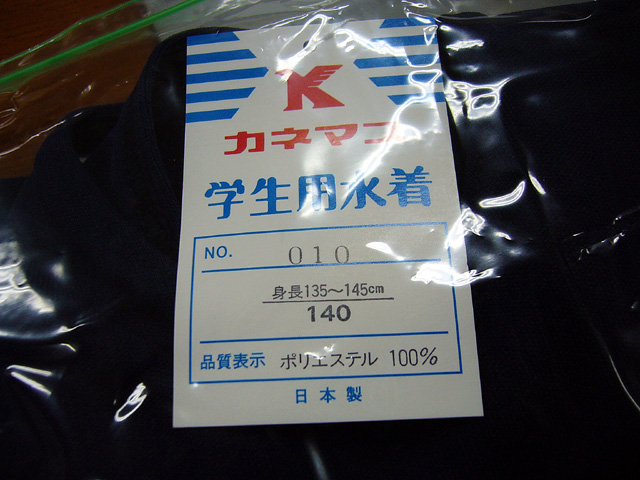 K
カネマス
学生用水着
NO. 010
身長135〜145cm
140
品質表示 ポリエステル 100%
日本製